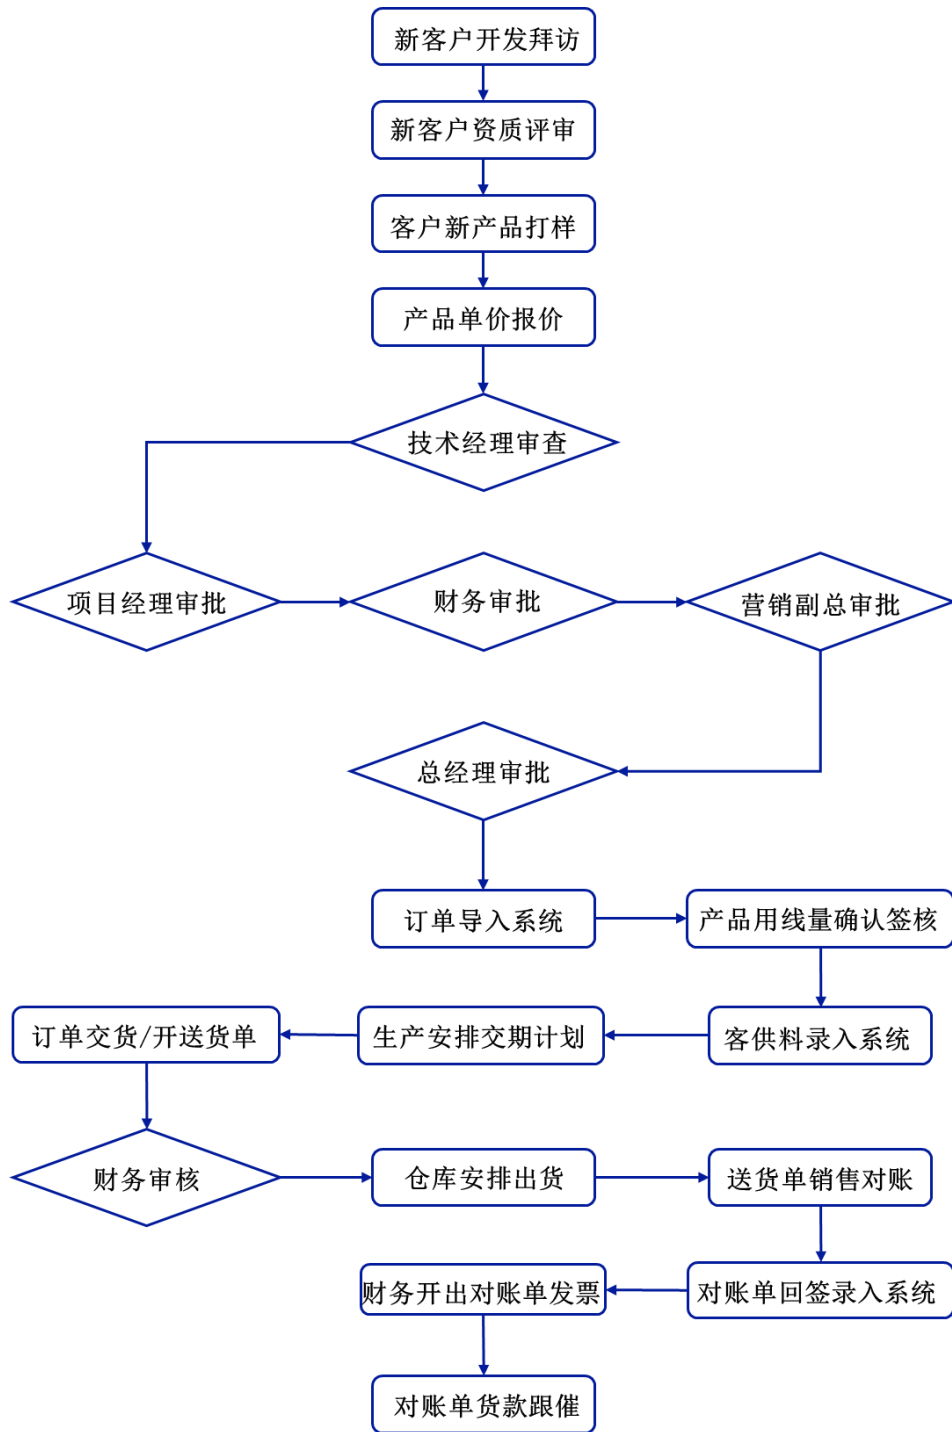 新客户开发拜访
新客户资质评审
客户新产品打样
产品单价报价
技术经理审查
项目经理审批
财务审批
营销副总审批
总经理审批
订单导入系统
产品用线量确认签核
客供料录入系统
生产安排交期计划
订单交货/开送货单
财务审核
仓库安排出货
送货单销售对账
对账单回签录入系统
财务开出对账单发票
对账单货款跟催